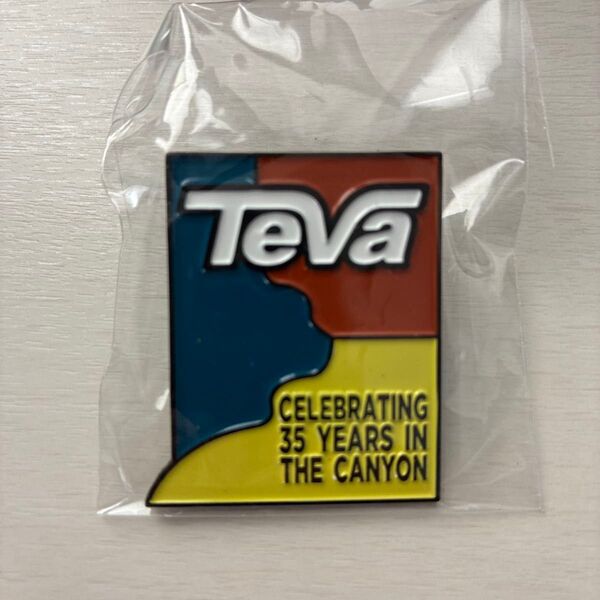 Teva
CELEBRATING
35 YEARS IN
THE CANYON